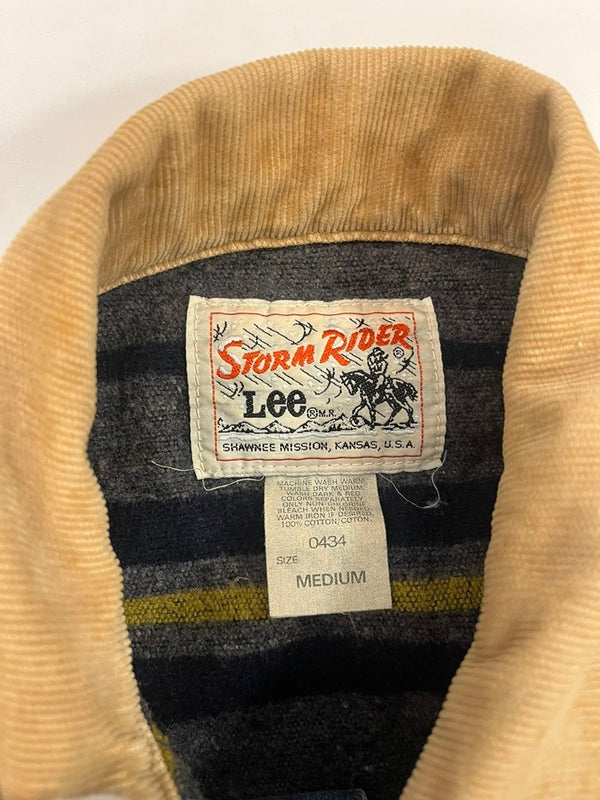 STORM RIDER ®
Lee ® M.R.
SHAWNEE MISSION, KANSAS, U.S.A.
MACHINE WASH WARM
TUMBLE DRY MEDIUM.
WASH DARK & RED
COLORS SEPARATELY
ONLY NON-CHLORINE
BLEACH WHEN NEEDED.
WARM IRON IF DESIRED.
100% COTTON/COTON.
0434
SIZE
MEDIUM